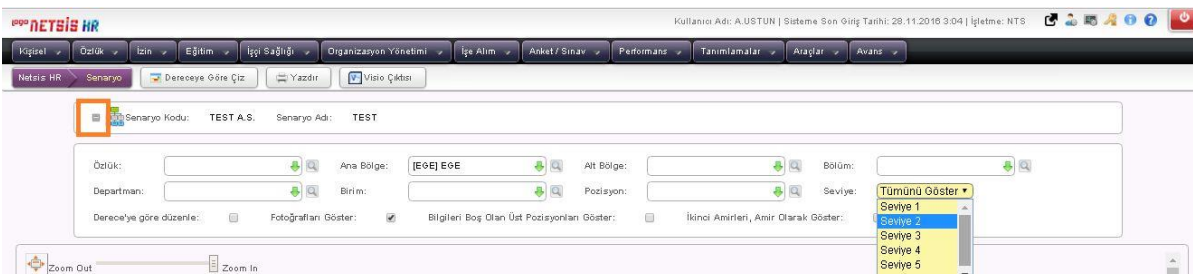 logo NETSİS HR
Kullanıcı Adı: A.USTUN | Sisteme Son Giriş Tarihi: 28.11.2016 3:04 | İşletme: NTS
Kişisel Özlük İzin Eğitim İşçi Sağlığı Organizasyon Yönetimi İşe Alım Anket / Sınav Performans Tanımlamalar Araçlar Avans
Netsis HR Senaryo Dereceye Göre Çiz Yazdır Visio Çıktısı
Senaryo Kodu: TEST A.S. Senaryo Adı: TEST
Özlük: Ana Bölge: [EGE] EGE Alt Bölge: Bölüm:
Departman: Birim: Pozisyon: Seviye: Tümünü Göster
Derece'ye göre düzenle: Fotoğrafları Göster: Bilgileri Boş Olan Üst Pozisyonları Göster: İkinci Amirleri, Amir Olarak Göster:
Seviye 1
Seviye 2
Seviye 3
Seviye 4
Seviye 5
Zoom Out Zoom In